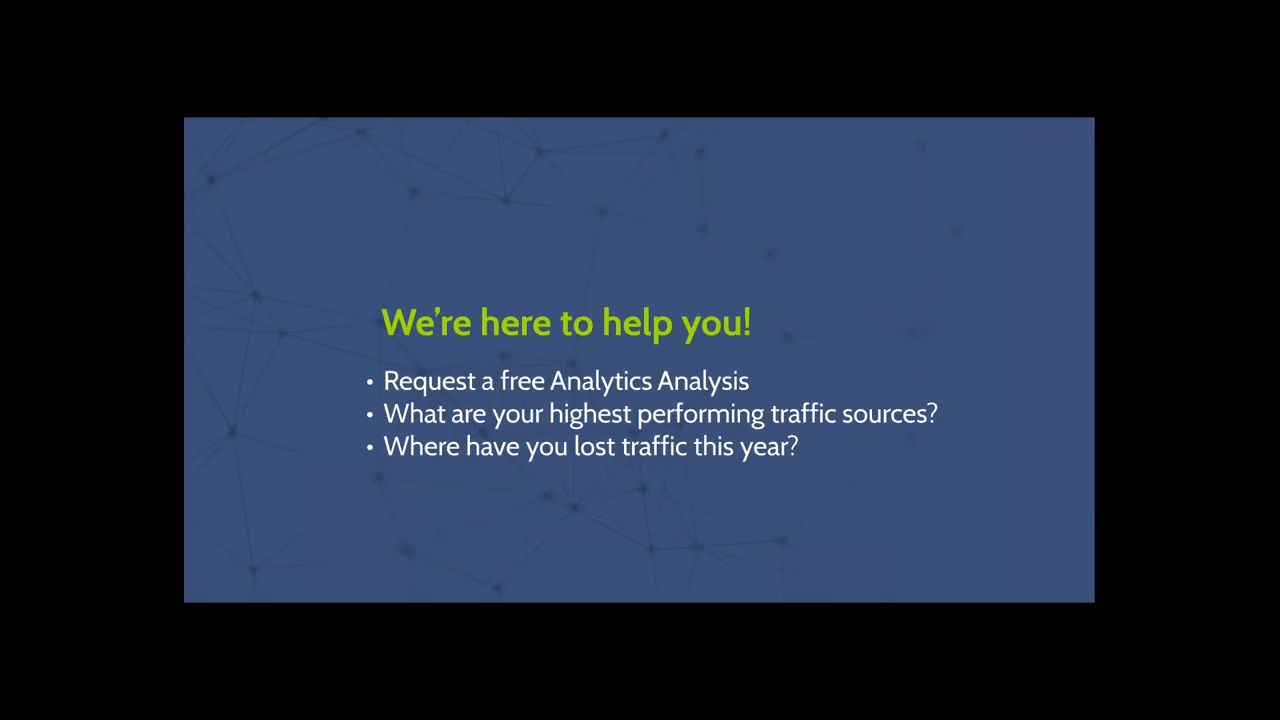 We’re here to help you!
• Request a free Analytics Analysis
• What are your highest performing traffic sources?
• Where have you lost traffic this year?